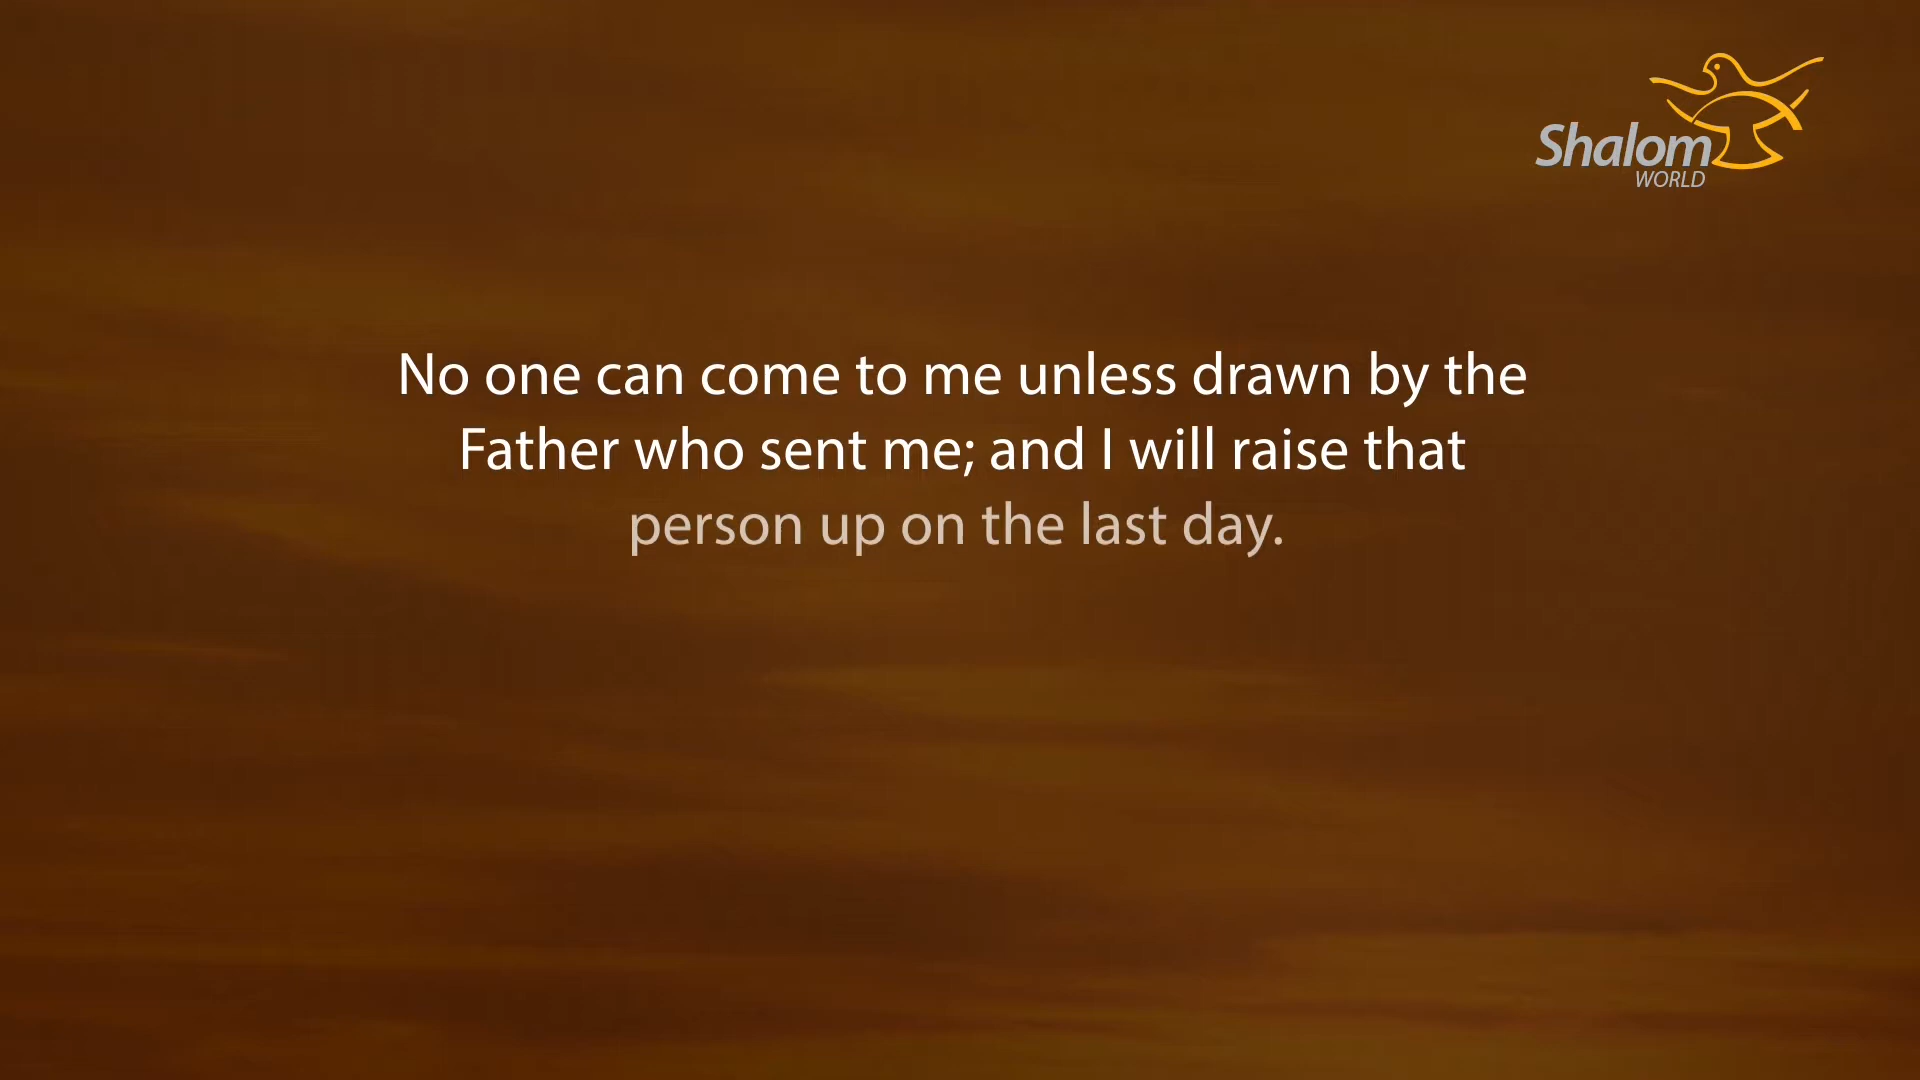 Shalom
WORLD
No one can come to me unless drawn by the
Father who sent me; and I will raise that
person up on the last day.